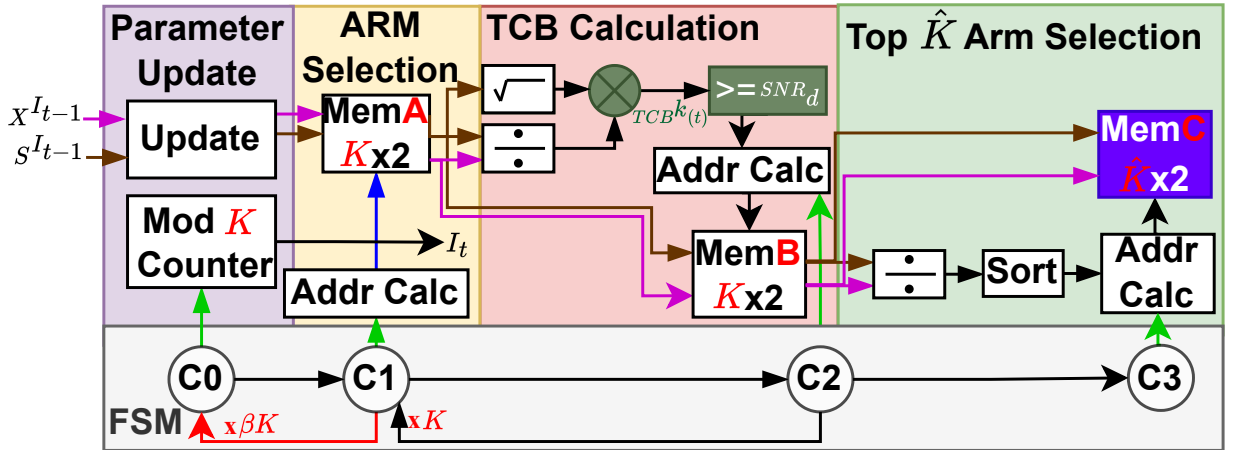 Parameter
Update
X^{I_{t-1}}
S^{I_{t-1}}
Update
Mod K
Counter
I_t
ARM
Selection
MemA
Kx2
Addr Calc
TCB Calculation
√
÷
TCB^{k}_{(t)}
>= SNR_d
Addr Calc
MemB
Kx2
Top K̂ Arm Selection
MemC
K̂x2
÷
Sort
Addr
Calc
C0
C1
C2
C3
FSM
xβK
xK